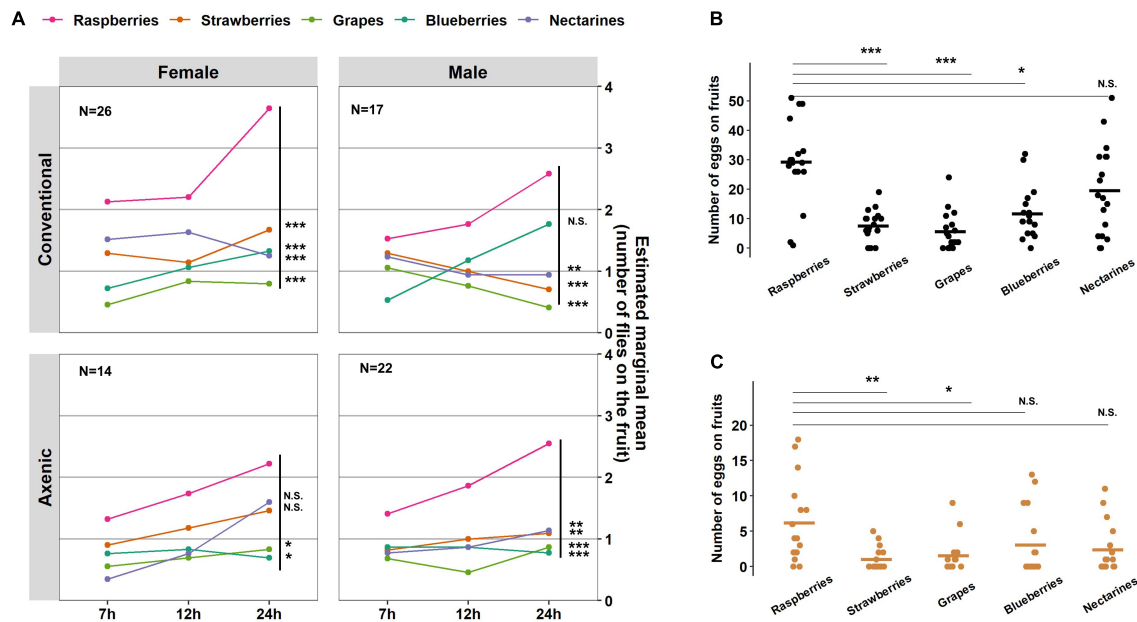 A
Raspberries Strawberries Grapes Blueberries Nectarines
Female Male
Conventional
N=26
N=17
4
3
2
1
0
***
***
***
***
N.S.
**
***
***
Axenic
N=14
N=22
4
3
2
1
0
N.S.
N.S.
*
*
**
**
***
***
7h 12h 24h 7h 12h 24h
Estimated marginal mean
(number of flies on the fruit)
B
***
***
*
N.S.
Number of eggs on fruits
50
40
30
20
10
0
Raspberries Strawberries Grapes Blueberries Nectarines
C
**
*
N.S.
N.S.
Number of eggs on fruits
20
15
10
5
0
Raspberries Strawberries Grapes Blueberries Nectarines